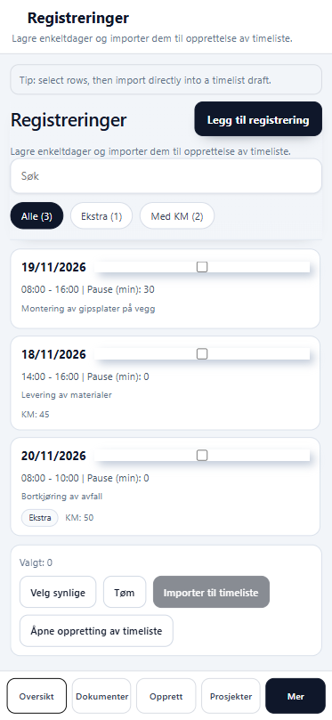 Registreringer
Lagre enkeltdager og importer dem til opprettelse av timeliste.
Tip: select rows, then import directly into a timelist draft.
Registreringer
Legg til registrering
Lagre enkeltdager og importer dem til opprettelse av timeliste.
Søk
Alle (3) Ekstra (1) Med KM (2)
19/11/2026
08:00 - 16:00 | Pause (min): 30
Montering av gipsplater på vegg
18/11/2026
14:00 - 16:00 | Pause (min): 0
Levering av materialer
KM: 45
20/11/2026
08:00 - 10:00 | Pause (min): 0
Bortkjøring av avfall
Ekstra KM: 50
Valgt: 0
Velg synlige Tøm Importer til timeliste
Åpne oppretting av timeliste
Oversikt Dokumenter Opprett Prosjekter Mer